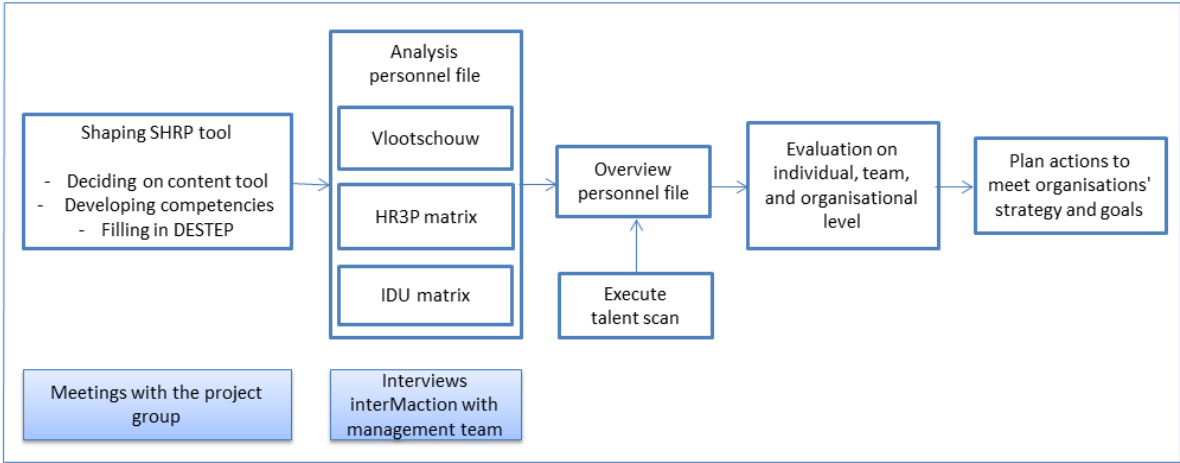 Shaping SHRP tool
- Deciding on content tool
- Developing competencies
- Filling in DESTEP
Analysis
personnel file
Vlootschouw
HR3P matrix
IDU matrix
Overview
personnel file
Execute
talent scan
Evaluation on
individual, team,
and organisational
level
Plan actions to
meet organisations'
strategy and goals
Meetings with the project
group
Interviews
interMaction with
management team